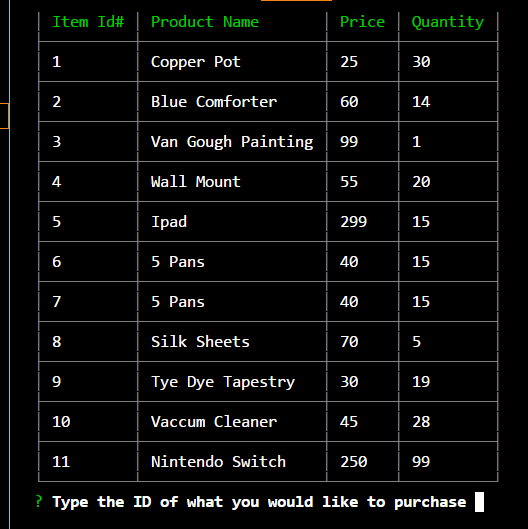 Item Id# Product Name Price Quantity
1 Copper Pot 25 30
2 Blue Comforter 60 14
3 Van Gough Painting 99 1
4 Wall Mount 55 20
5 Ipad 299 15
6 5 Pans 40 15
7 5 Pans 40 15
8 Silk Sheets 70 5
9 Tye Dye Tapestry 30 19
10 Vaccum Cleaner 45 28
11 Nintendo Switch 250 99
? Type the ID of what you would like to purchase